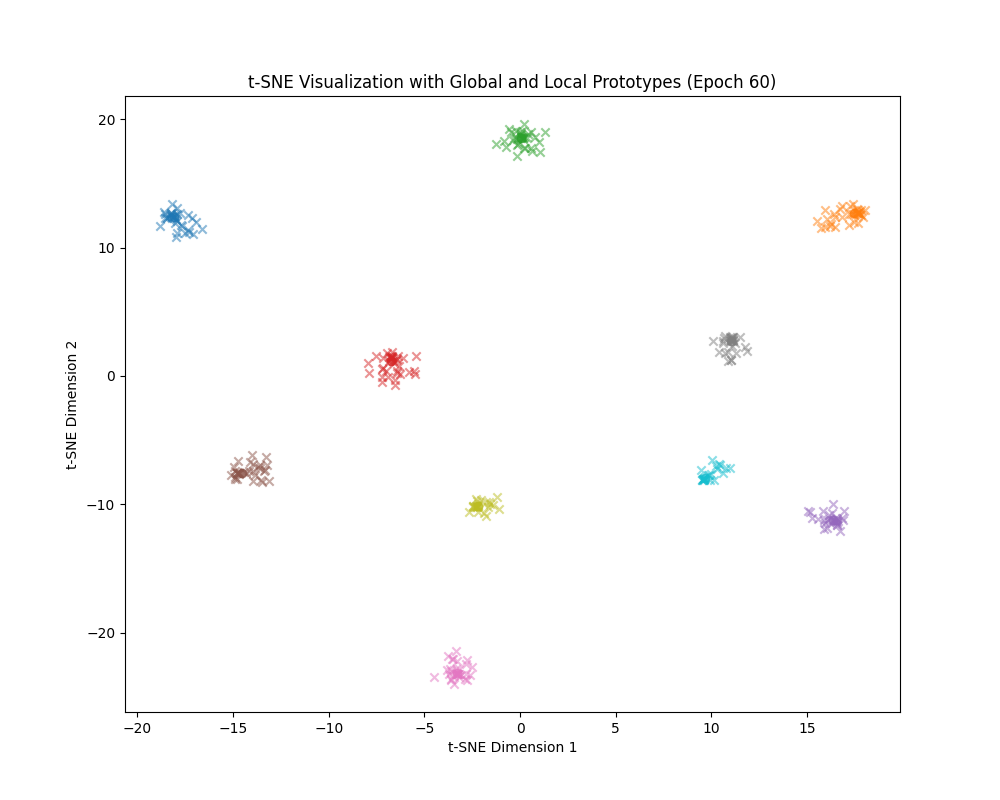 t-SNE Visualization with Global and Local Prototypes (Epoch 60)
20
10
0
−10
−20
t-SNE Dimension 2
−20 −15 −10 −5 0 5 10 15
t-SNE Dimension 1